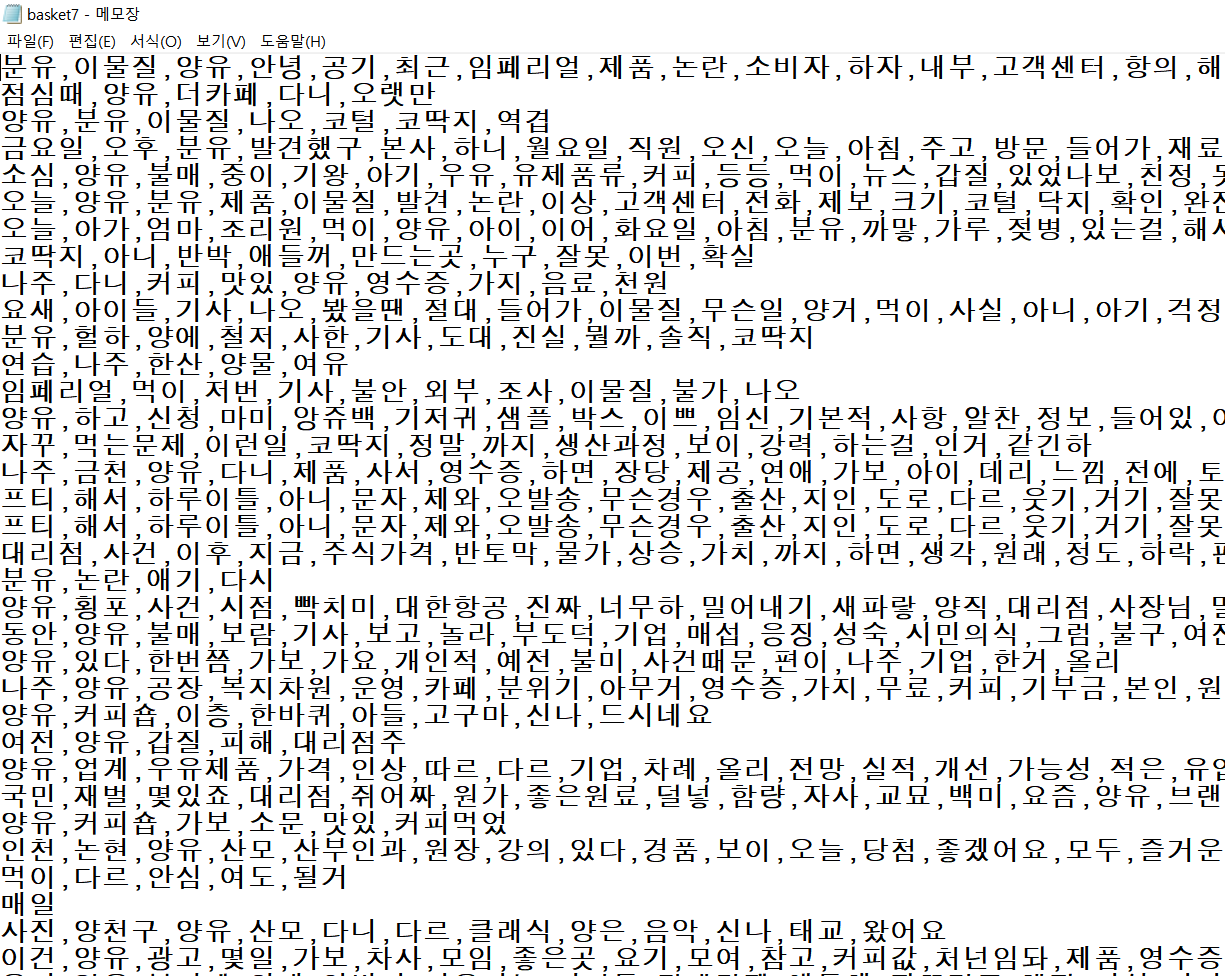 basket7 - 메모장
파일(F) 편집(E) 서식(O) 보기(V) 도움말(H)
분유,이물질,양유,안녕,공기,최근,임페리얼,제품,논란,소비자,하자,내부,고객센터,항의,해
점심때,양유,더카페,다니,오랫만
양유,분유,이물질,나오,코털,코딱지,역겹
금요일,오후,분유,발견했구,본사,하니,월요일,직원,오신,오늘,아침,주고,방문,들어가,재료
소심,양유,불매,중이,기왕,아기,우유,유제품류,커피,등등,먹이,뉴스,갑질,있었나보,친정,
오늘,양유,분유,제품,이물질,발견,논란,이상,고객센터,전화,제보,크기,코털,닥지,확인,완전
오늘,아가,엄마,조리원,먹이,양유,아이,이어,화요일,아침,분유,까맣,가루,젖병,있는걸,해서
코딱지,아니,반박,애들꺼,만드는곳,누구,잘못,이번,확실
나주,다니,커피,맛있,양유,영수증,가지,음료,천원
요새,아이들,기사,나오,봤을땐,절대,들어가,이물질,무슨일,양거,먹이,사실,아니,아기,걱정
분유,헐하,양에,철저,사한,기사,도대,진실,뭘까,솔직,코딱지
연습,나주,한산,양물,여유
임페리얼,먹이,저번,기사,불안,외부,조사,이물질,불가,나오
양유,하고,신청,마미,앙쥬백,기저귀,샘플,박스,이쁘,임신,기본적,사항,알찬,정보,들어있,
자꾸,먹는문제,이런일,코딱지,정말,까지,생산과정,보이,강력,하는걸,인거,같긴하
나주,금천,양유,다니,제품,사서,영수증,하면,장당,제공,연애,가보,아이,데리,느낌,전에,토
프티,해서,하루이틀,아니,문자,제와,오발송,무슨경우,출산,지인,도로,다르,웃기,거기,잘못
프티,해서,하루이틀,아니,문자,제와,오발송,무슨경우,출산,지인,도로,다르,웃기,거기,잘못
대리점,사건,이후,지금,주식가격,반토막,물가,상승,가치,까지,하면,생각,원래,정도,하락,
분유,논란,얘기,다시
양유,횡포,사건,시점,빡치미,대한항공,진짜,너무하,밀어내기,새파랗,양직,대리점,사장님,
동안,양유,불매,보람,기사,보고,놀라,부도덕,기업,매섭,응징,성숙,시민의식,그럼,불구,여전
양유,있다,한번쯤,가보,가요,개인적,예전,불미,사건때문,편이,나주,기업,한거,올리
나주,양유,공장,복지차원,운영,카페,분위기,아무거,영수증,가지,무료,커피,기부금,본인,원
양유,커피숍,이층,한바퀴,아들,고구마,신나,드시네요
여전,양유,갑질,피해,대리점주
양유,업계,우유제품,가격,인상,따르,다르,기업,차례,올리,전망,실적,개선,가능성,적은,유업
국민,재벌,몇있죠,대리점,쥐어짜,원가,좋은원료,덜넣,함량,자사,교묘,백미,요즘,양유,브랜
양유,커피숍,가보,소문,맛있,커피먹었
인천,논현,양유,산모,산부인과,원장,강의,있다,경품,보이,오늘,당첨,좋겠어요,모두,즐거운
먹이,다르,안심,여도,될거
매일
사진,양천구,양유,산모,다니,다르,클래식,양은,음악,신나,태교,왔어요
이건,양유,광고,몇일,가보,차사,모임,좋은곳,요기,모여,참고,커피값,처넌임돠,제품,영수증